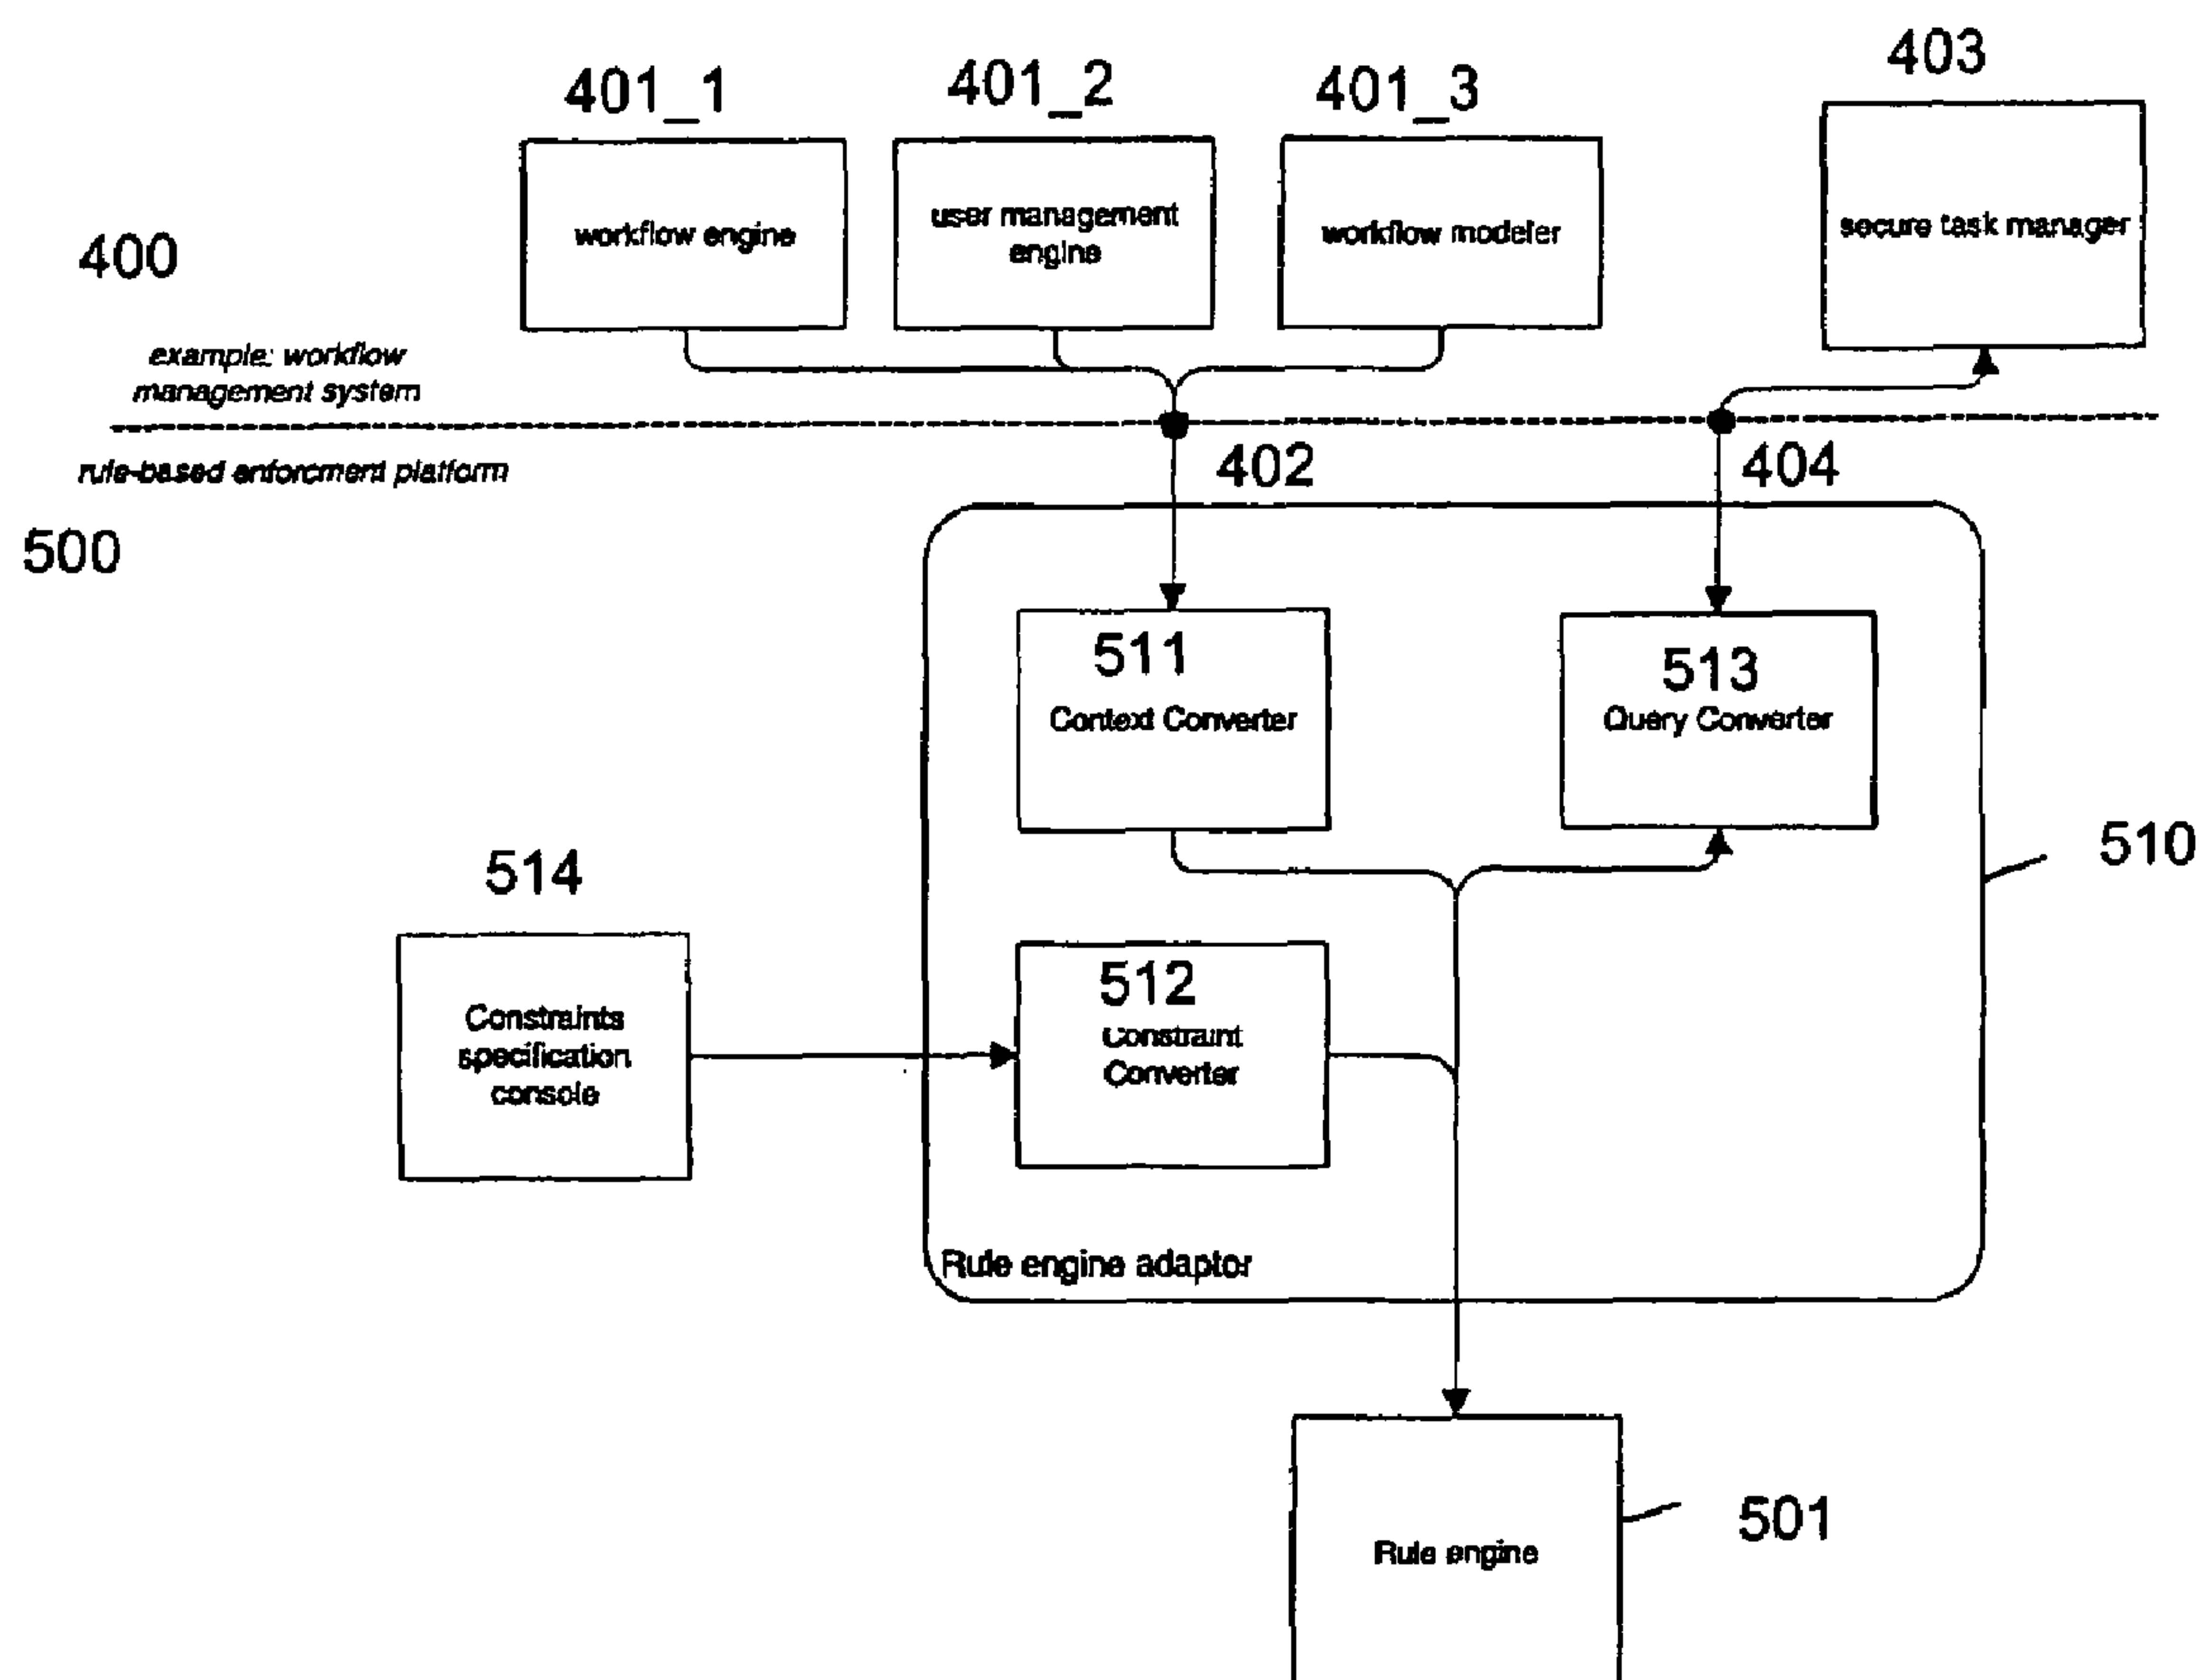 403
401_1
401_2
401_3
workflow engine
user management
engine
workflow modeler
secure task manager
400
example: workflow
management system
rule-based enforcment platform
402
404
500
511
Context Converter
513
Query Converter
510
514
Constraints
specification
console
512
Constraint
Converter
Rule engine adaptor
501
Rule engine